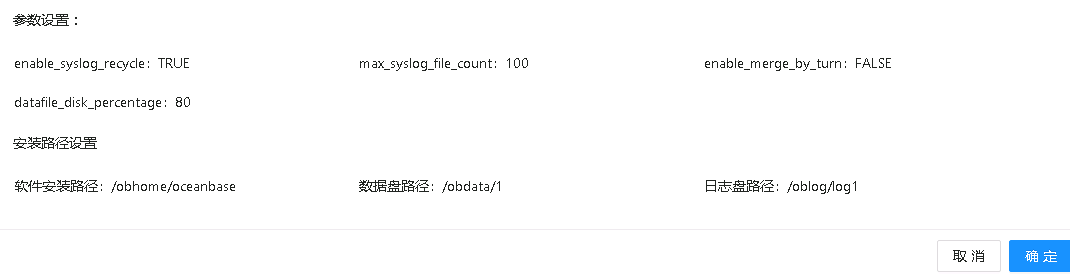 参数设置：
enable_syslog_recycle: TRUE max_syslog_file_count: 100 enable_merge_by_turn: FALSE
datafile_disk_percentage: 80
安装路径设置
软件安装路径: /obhome/oceanbase 数据盘路径: /obdata/1 日志盘路径: /oblog/log1
取 消 确 定